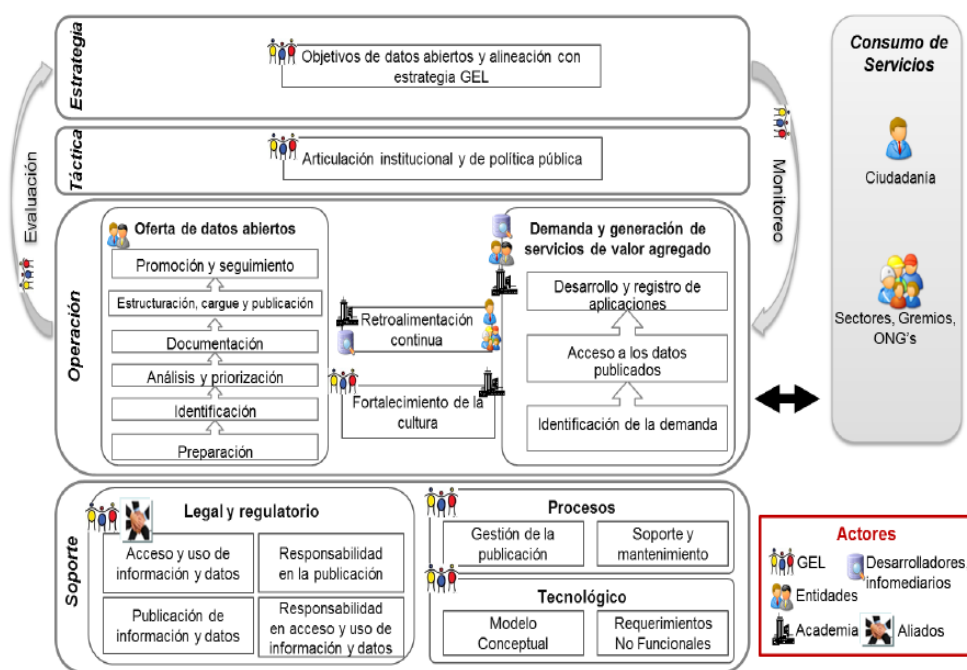 Estrategia
Objetivos de datos abiertos y alineación con
estrategia GEL
Táctica
Articulación institucional y de política pública
Evaluación
Monitoreo
Operación
Oferta de datos abiertos
Promoción y seguimiento
Estructuración, cargue y publicación
Documentación
Análisis y priorización
Identificación
Preparación
Retroalimentación
continua
Fortalecimiento de la
cultura
Demanda y generación de
servicios de valor agregado
Desarrollo y registro de
aplicaciones
Acceso a los datos
publicados
Identificación de la demanda
Consumo de
Servicios
Ciudadanía
Sectores, Gremios,
ONG's
Soporte
Legal y regulatorio
Acceso y uso de
información y datos
Responsabilidad
en la publicación
Publicación de
información y datos
Responsabilidad
en acceso y uso de
información y datos
Procesos
Gestión de la
publicación
Soporte y
mantenimiento
Tecnológico
Modelo
Conceptual
Requerimientos
No Funcionales
Actores
GEL
Desarrolladores,
infomediarios
Entidades
Academia
Aliados